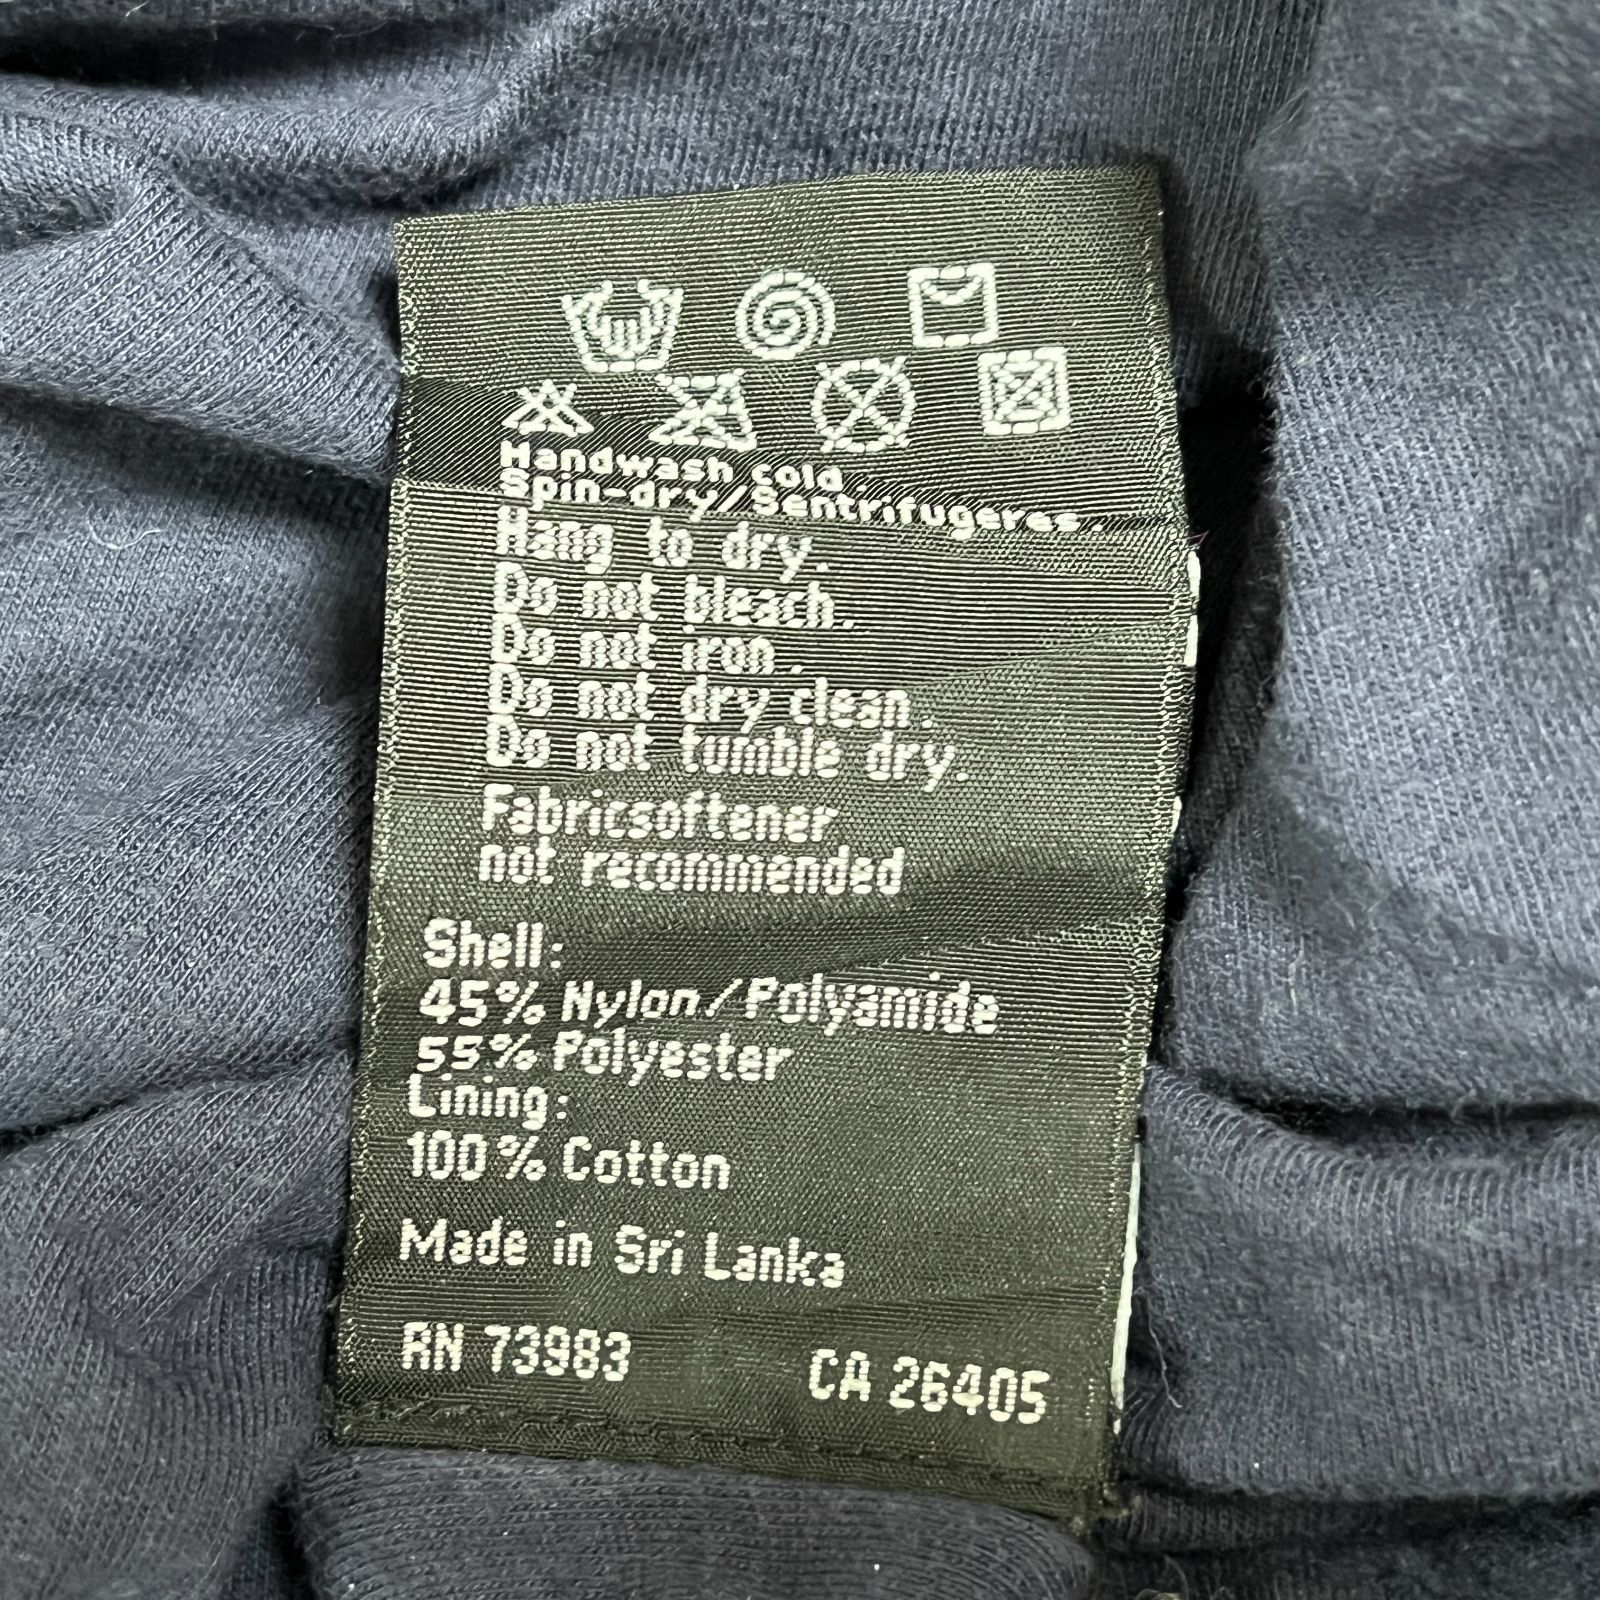 Handwash cold.
Spin-dry/Sentrifugeres.
Hang to dry.
Do not bleach.
Do not iron.
Do not dry clean.
Do not tumble dry.
Fabricsoftener
not recommended
Shell:
45% Nylon/Polyamide
55% Polyester
Lining:
100% Cotton
Made in Sri Lanka
RN 73983 CA 26405